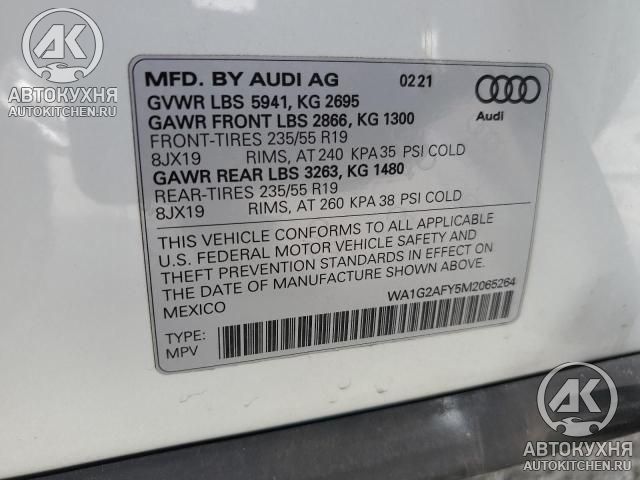 AK
АВТОКУХНЯ
AUTOKITCHEN.RU
MFD. BY AUDI AG 02 21
GVWR LBS 5941, KG 2695
GAWR FRONT LBS 2866, KG 1300
FRONT-TIRES 235/55 R19
8JX19 RIMS, AT 240 KPA 35 PSI COLD
GAWR REAR LBS 3263, KG 1480
REAR-TIRES 235/55 R19
8JX19 RIMS, AT 260 KPA 38 PSI COLD
Audi
THIS VEHICLE CONFORMS TO ALL APPLICABLE
U.S. FEDERAL MOTOR VEHICLE SAFETY AND
THEFT PREVENTION STANDARDS IN EFFECT ON
THE DATE OF MANUFACTURE SHOWN ABOVE.
MEXICO
WA1G2AFY5M2065264
TYPE:
MPV
AK
АВТОКУХНЯ
AUTOKITCHEN.RU